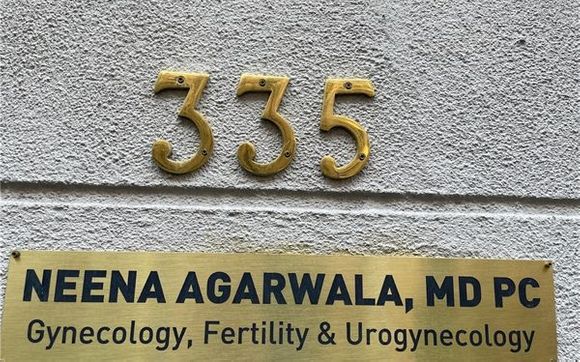 335
NEENA AGARWALA, MD PC
Gynecology, Fertility & Urogynecology